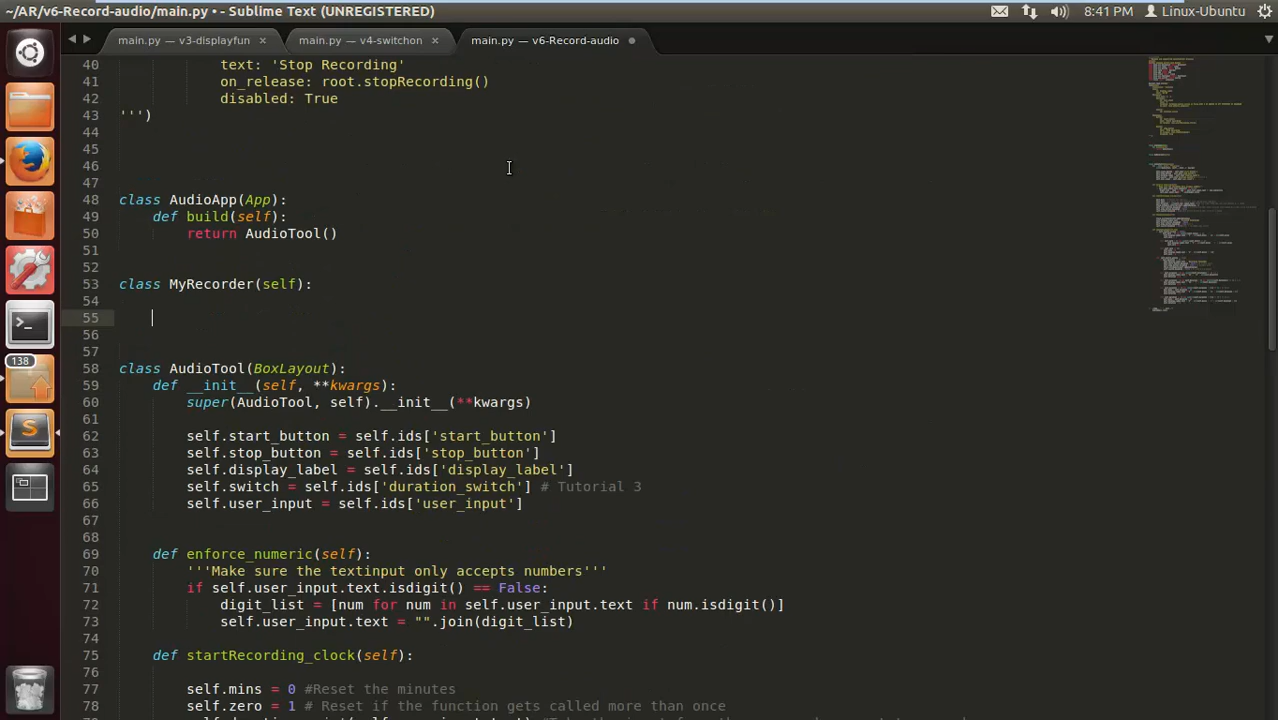 ~/AR/v6-Record-audio/main.py • - Sublime Text (UNREGISTERED)
8:41 PM
Linux-Ubuntu
main.py — v3-displayfun ×
main.py — v4-switchon ×
main.py — v6-Record-audio
40 text: 'Stop Recording'
41 on_release: root.stopRecording()
42 disabled: True
43 ''')
44
45
46
47
48 class AudioApp(App):
49 def build(self):
50 return AudioTool()
51
52
53 class MyRecorder(self):
54
55
56
57
58 class AudioTool(BoxLayout):
59 def __init__(self, **kwargs):
60 super(AudioTool, self).__init__(**kwargs)
61
62 self.start_button = self.ids['start_button']
63 self.stop_button = self.ids['stop_button']
64 self.display_label = self.ids['display_label']
65 self.switch = self.ids['duration_switch'] # Tutorial 3
66 self.user_input = self.ids['user_input']
67
68
69 def enforce_numeric(self):
70 '''Make sure the textinput only accepts numbers'''
71 if self.user_input.text.isdigit() == False:
72 digit_list = [num for num in self.user_input.text if num.isdigit()]
73 self.user_input.text = "".join(digit_list)
74
75 def startRecording_clock(self):
76
77 self.mins = 0 #Reset the minutes
78 self.zero = 1 # Reset if the function gets called more than once
138